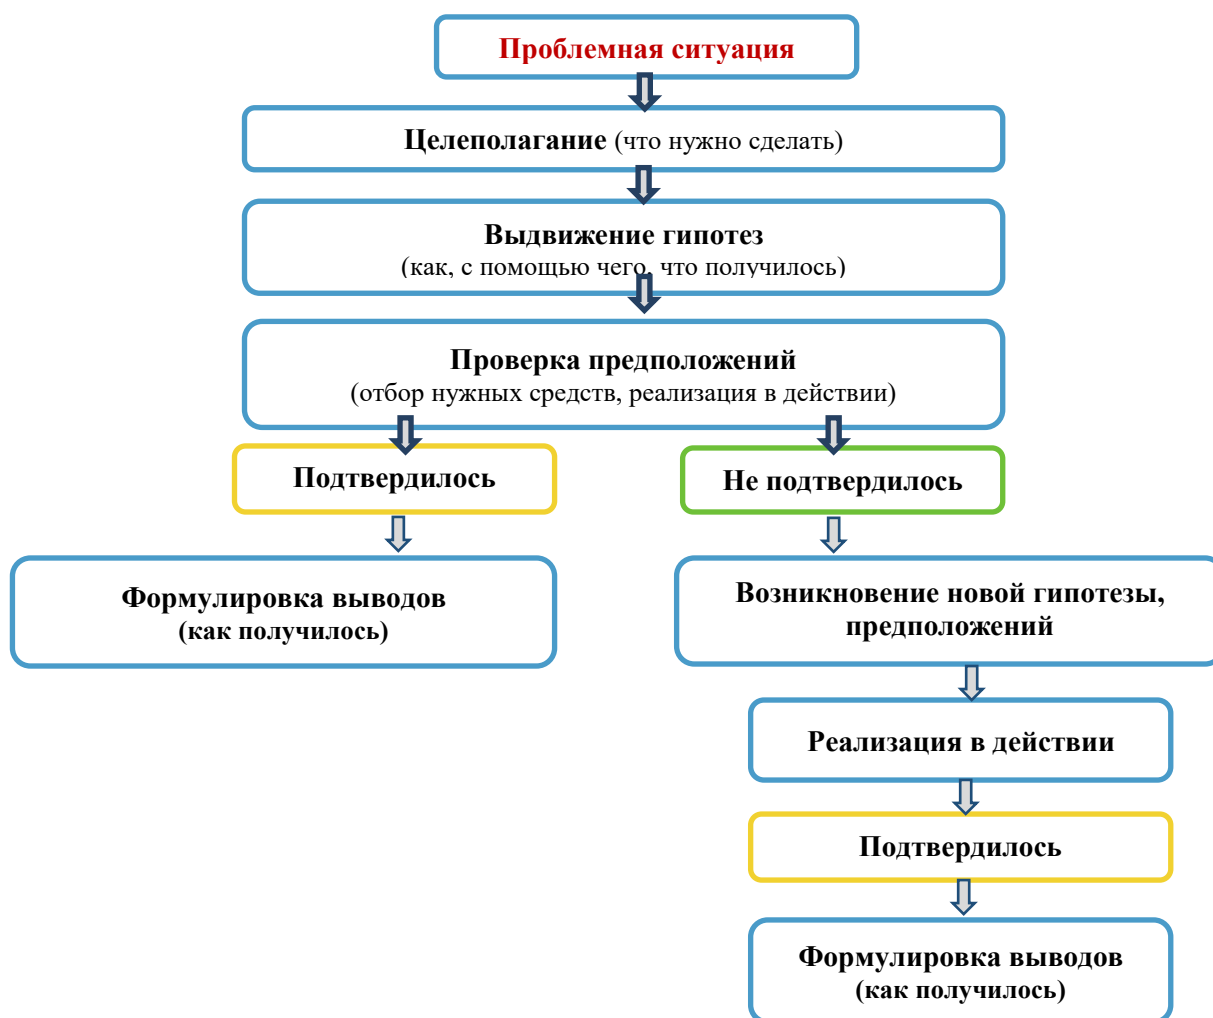 Проблемная ситуация
Целеполагание (что нужно сделать)
Выдвижение гипотез
(как, с помощью чего, что получилось)
Проверка предположений
(отбор нужных средств, реализация в действии)
Подтвердилось
Не подтвердилось
Формулировка выводов
(как получилось)
Возникновение новой гипотезы,
предположений
Реализация в действии
Подтвердилось
Формулировка выводов
(как получилось)